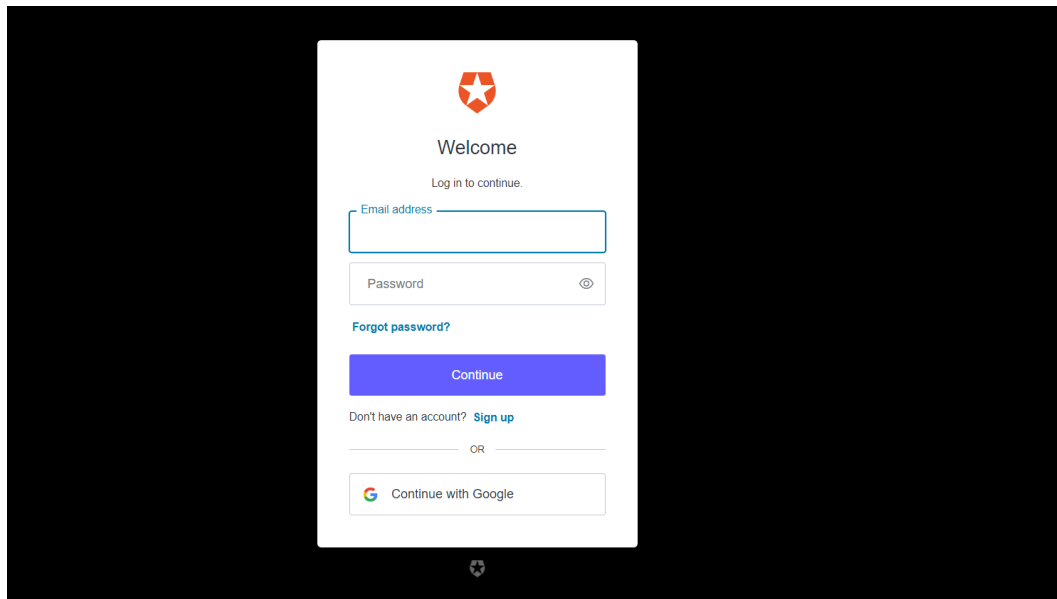 Welcome
Log in to continue.
Email address
Password
Forgot password?
Continue
Don't have an account? Sign up
OR
Continue with Google